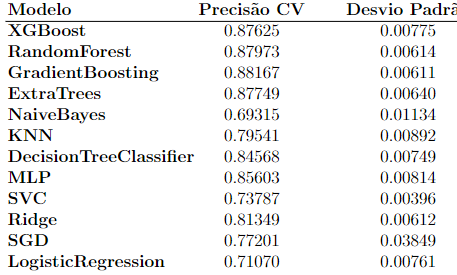 Modelo Precisão CV Desvio Padrã
XGBoost 0.87625 0.00775
RandomForest 0.87973 0.00614
GradientBoosting 0.88167 0.00611
ExtraTrees 0.87749 0.00640
NaiveBayes 0.69315 0.01134
KNN 0.79541 0.00892
DecisionTreeClassifier 0.84568 0.00749
MLP 0.85603 0.00814
SVC 0.73787 0.00396
Ridge 0.81349 0.00612
SGD 0.77201 0.03849
LogisticRegression 0.71070 0.00761